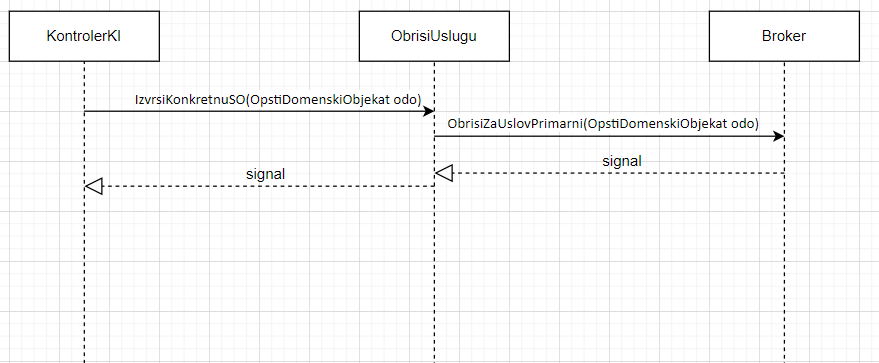 KontrolerKI
ObrisiUslugu
Broker
IzvrsiKonkretnuSO(OpstiDomenskiObjekat odo)
ObrisiZaUslovPrimarni(OpstiDomenskiObjekat odo)
signal
signal